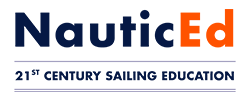 NauticEd
21ST CENTURY SAILING EDUCATION